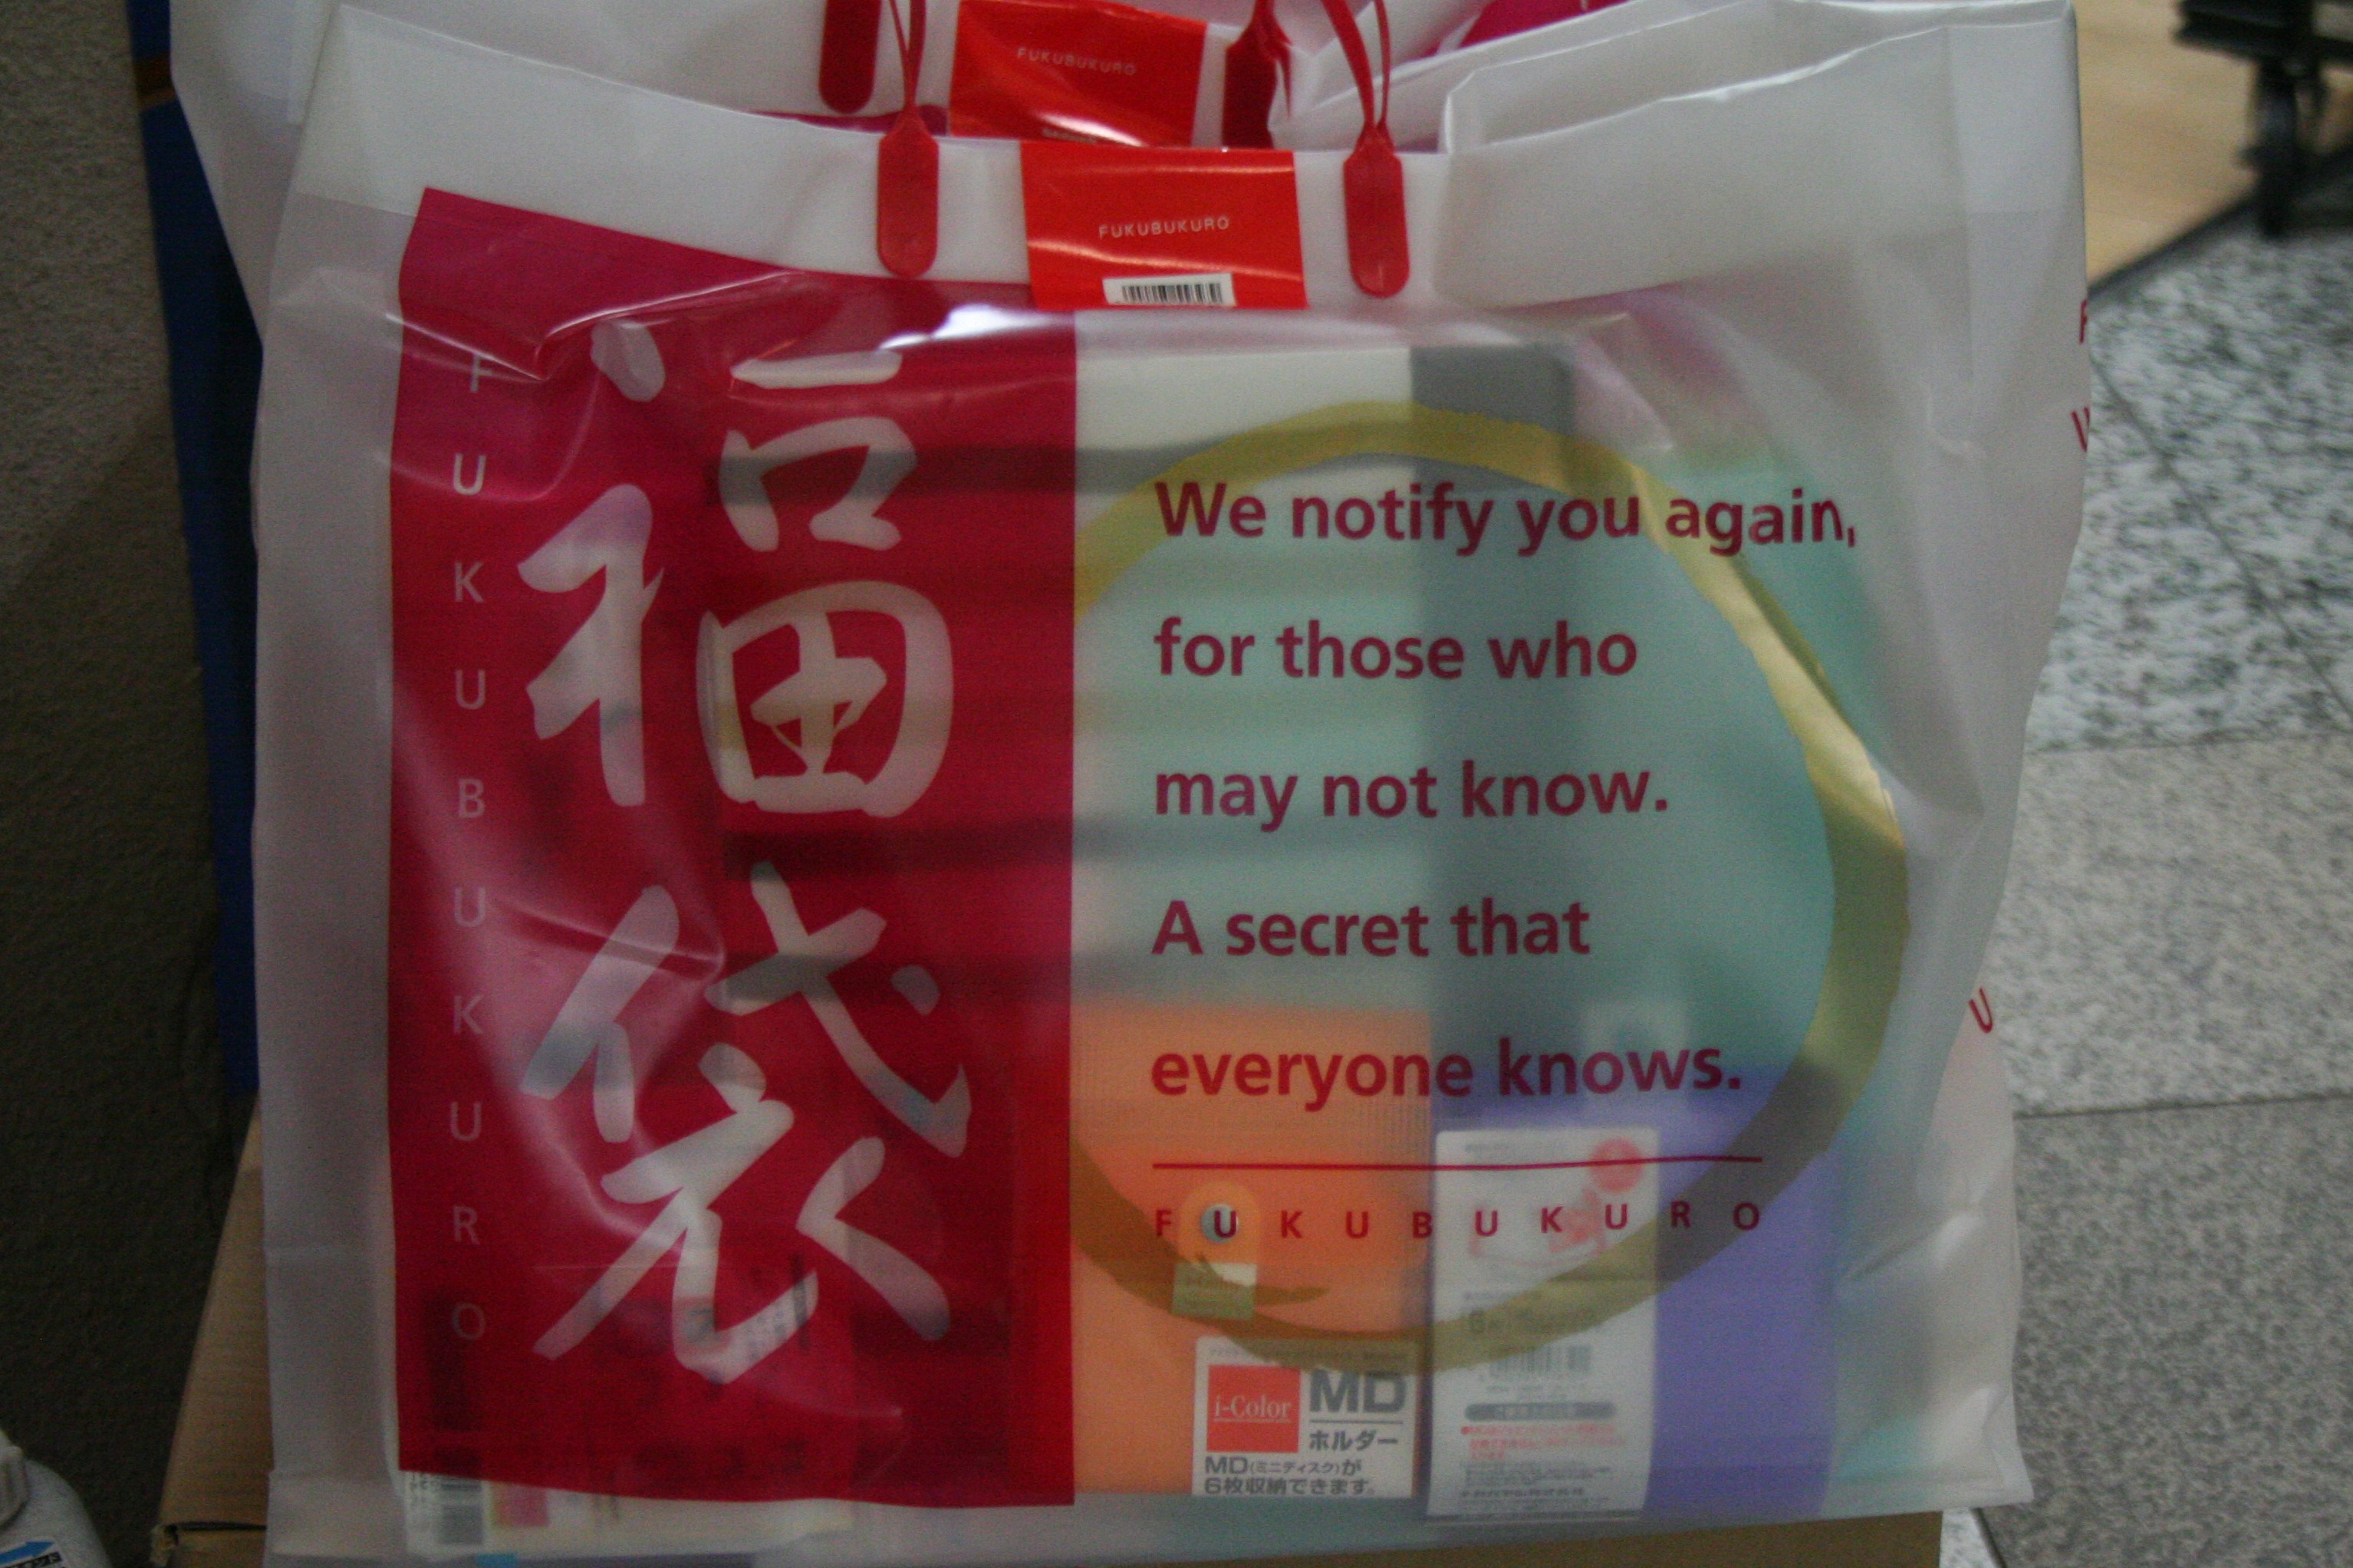 FUKUBUKURO
FUKUBUKURO
FUKUBUKURO
福袋
We notify you again,
for those who
may not know.
A secret that
everyone knows.
FUKUBUKURO
i-Color
MD
ホルダー
MD(ミニディスク)が
6枚収納できます。
U